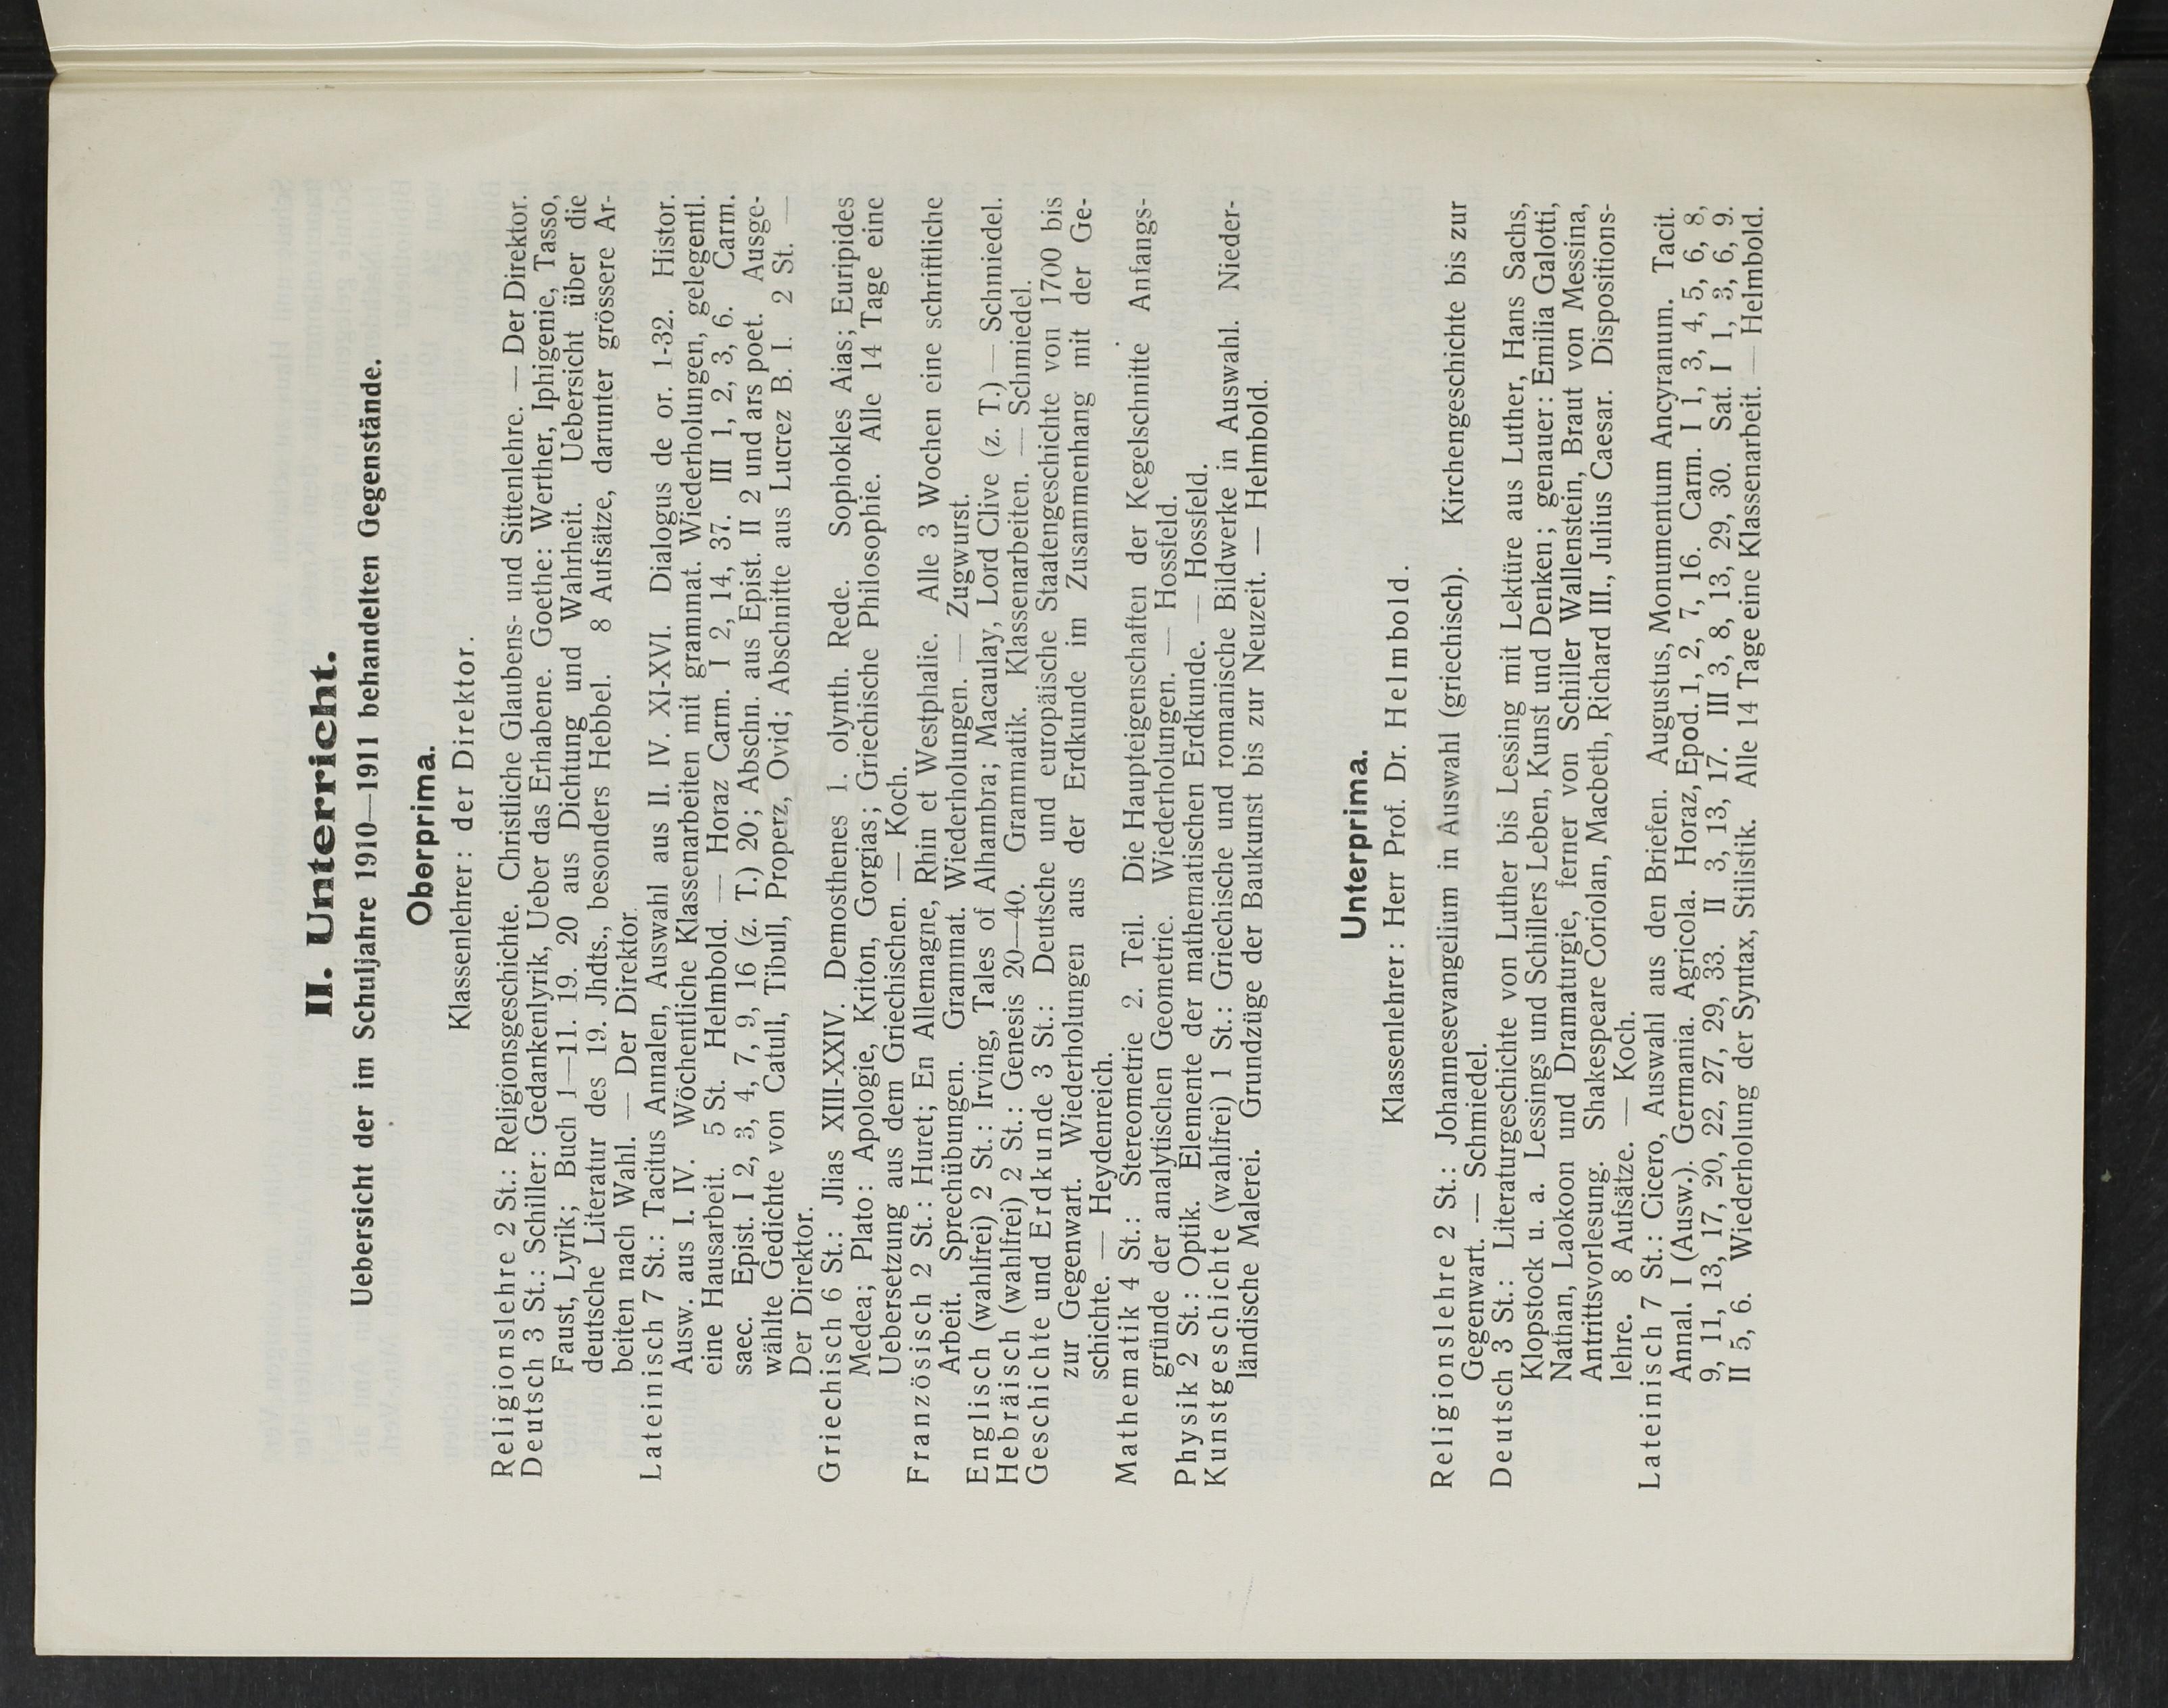 II. Unterricht.
Uebersicht der im Schuljahre 1910—1911 behandelten Gegenstände.
Oberprima.
Klassenlehrer: der Direktor.
Religionslehre 2 St.: Religionsgeschichte. Christliche Glaubens- und Sittenlehre. — Der Direktor.
Deutsch 3 St.: Schiller: Gedankenlyrik, Ueber das Erhabene. Goethe: Werther, Iphigenie, Tasso,
Faust, Lyrik; Buch 1—11. 19. 20 aus Dichtung und Wahrheit. Uebersicht über die
deutsche Literatur des 19. Jhdts., besonders Hebbel. 8 Aufsätze, darunter grössere Ar-
beiten nach Wahl. — Der Direktor.
Lateinisch 7 St.: Tacitus Annalen, Auswahl aus II. IV. XI-XVI. Dialogus de or. 1-32. Histor.
Ausw. aus I. IV. Wöchentliche Klassenarbeiten mit grammat. Wiederholungen, gelegentl.
eine Hausarbeit. 5 St. Helmbold. — Horaz Carm. I 2, 14, 37. III 1, 2, 3, 6. Carm.
saec. Epist. I 2, 3, 4, 7, 9, 16 (z. T.) 20; Abschn. aus Epist. II 2 und ars poet. Ausge-
wählte Gedichte von Catull, Tibull, Properz, Ovid; Abschnitte aus Lucrez B. I. 2 St. —
Der Direktor.
Griechisch 6 St.: Jlias XIII-XXIV. Demosthenes 1. olynth. Rede. Sophokles Aias; Euripides
Medea; Plato: Apologie, Kriton, Gorgias; Griechische Philosophie. Alle 14 Tage eine
Uebersetzung aus dem Griechischen. — Koch.
Französisch 2 St.: Huret; En Allemagne, Rhin et Westphalie. Alle 3 Wochen eine schriftliche
Arbeit. Sprechübungen. Grammat. Wiederholungen. — Zugwurst.
Englisch (wahlfrei) 2 St.: Irving, Tales of Alhambra; Macaulay, Lord Clive (z. T.) — Schmiedel.
Hebräisch (wahlfrei) 2 St.: Genesis 20—40. Grammatik. Klassenarbeiten. — Schmiedel.
Geschichte und Erdkunde 3 St.: Deutsche und europäische Staatengeschichte von 1700 bis
zur Gegenwart. Wiederholungen aus der Erdkunde im Zusammenhang mit der Ge-
schichte. — Heydenreich.
Mathematik 4 St.: Stereometrie 2. Teil. Die Haupteigenschaften der Kegelschnitte Anfangs-
gründe der analytischen Geometrie. Wiederholungen. — Hossfeld.
Physik 2 St.: Optik. Elemente der mathematischen Erdkunde. — Hossfeld.
Kunstgeschichte (wahlfrei) 1 St.: Griechische und romanische Bildwerke in Auswahl. Nieder-
ländische Malerei. Grundzüge der Baukunst bis zur Neuzeit. — Helmbold.
Unterprima.
Klassenlehrer: Herr Prof. Dr. Helmbold.
Religionslehre 2 St.: Johannesevangelium in Auswahl (griechisch). Kirchengeschichte bis zur
Gegenwart. — Schmiedel.
Deutsch 3 St.: Literaturgeschichte von Luther bis Lessing mit Lektüre aus Luther, Hans Sachs,
Klopstock u. a. Lessings und Schillers Leben, Kunst und Denken; genauer: Emilia Galotti,
Nathan, Laokoon und Dramaturgie, ferner von Schiller Wallenstein, Braut von Messina,
Antrittsvorlesung. Shakespeare Coriolan, Macbeth, Richard III., Julius Caesar. Dispositions-
lehre. 8 Aufsätze. — Koch.
Lateinisch 7 St.: Cicero, Auswahl aus den Briefen. Augustus, Monumentum Ancyranum. Tacit.
Annal. I (Ausw.). Germania. Agricola. Horaz, Epod. 1, 2, 7, 16. Carm. I 1, 3, 4, 5, 6, 8,
9, 11, 13, 17, 20, 22, 27, 29, 33. II 3, 13, 17. III 3, 8, 13, 29, 30. Sat. I 1, 3, 6, 9.
II 5, 6. Wiederholung der Syntax, Stilistik. Alle 14 Tage eine Klassenarbeit. — Helmbold.